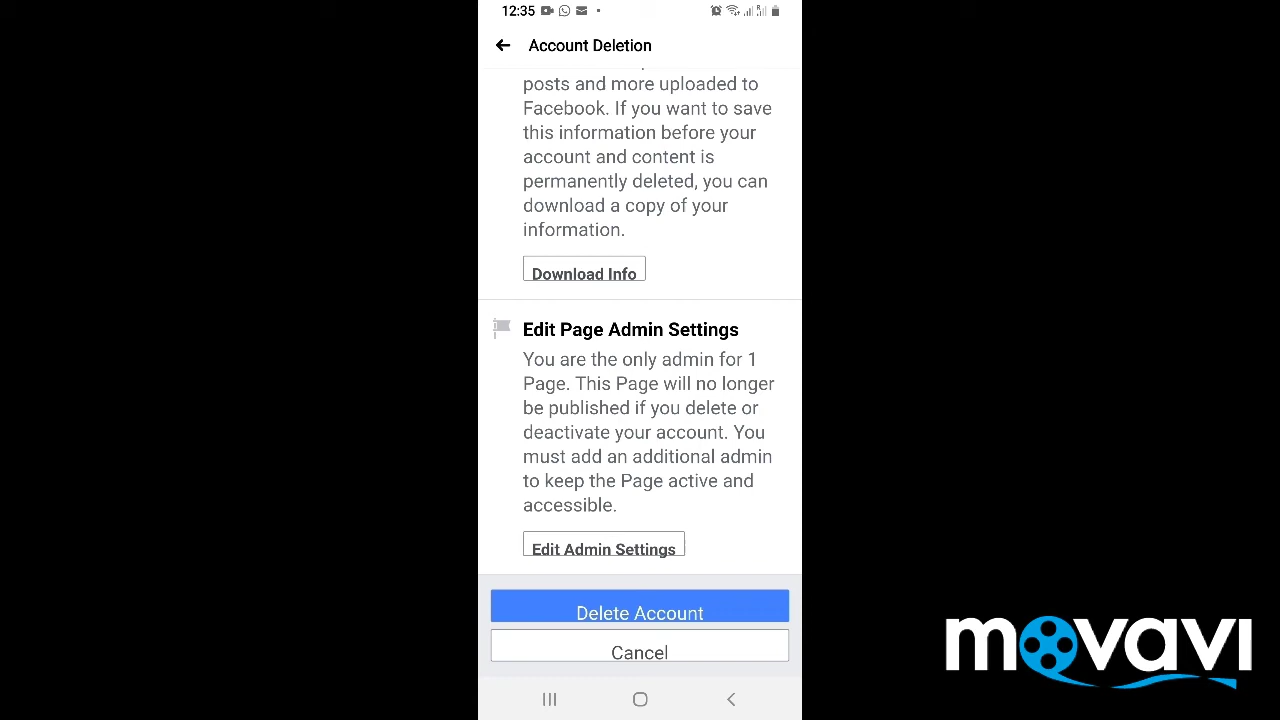 12:35
Account Deletion
posts and more uploaded to
Facebook. If you want to save
this information before your
account and content is
permanently deleted, you can
download a copy of your
information.
Download Info
Edit Page Admin Settings
You are the only admin for 1
Page. This Page will no longer
be published if you delete or
deactivate your account. You
must add an additional admin
to keep the Page active and
accessible.
Edit Admin Settings
Delete Account
Cancel
movavi